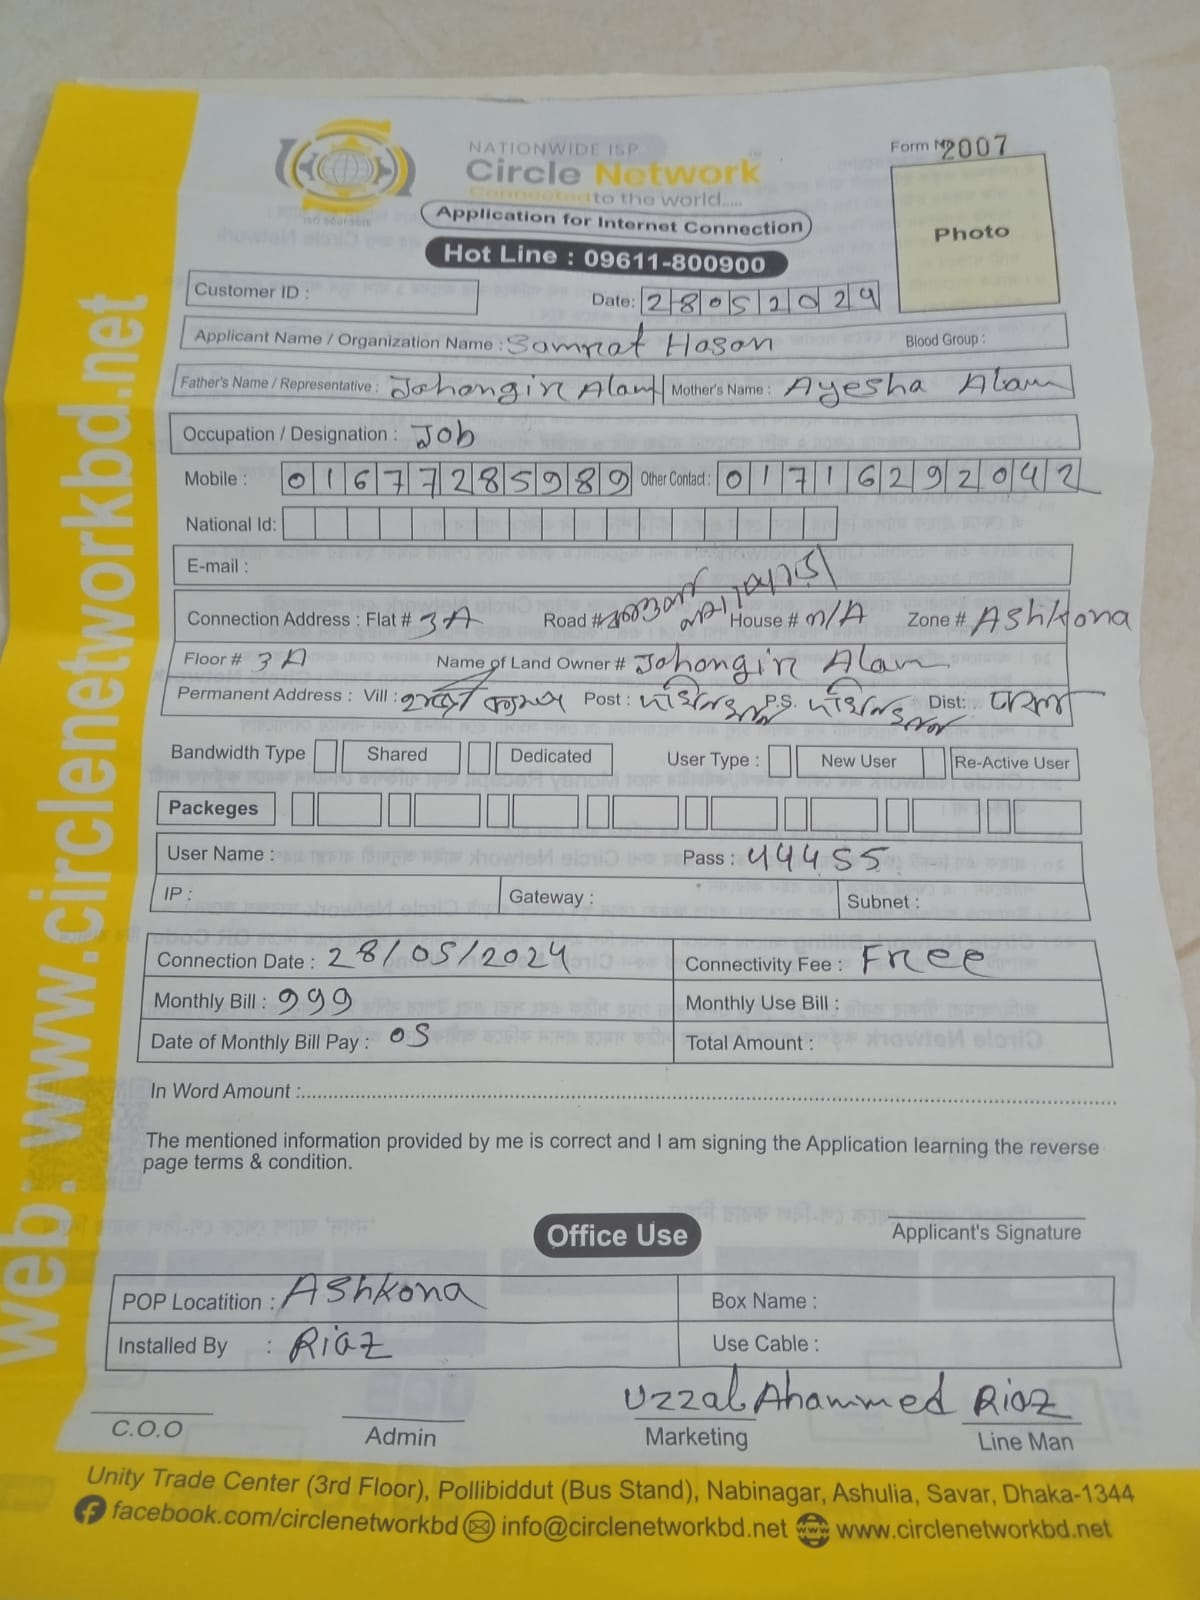 NATIONWIDE ISP
Form No 2007
Circle Network
Connected to the world.....
ISO 9001:2015
Application for Internet Connection
Photo
Hot Line : 09611-800900
Customer ID :
Date: 28052024
Applicant Name / Organization Name : Samrat Hasan Blood Group :
Father's Name / Representative : Jahangir Alam Mother's Name : Ayesha Alam
Occupation / Designation : Job
Mobile : 01677285989 Other Contact : 01716292042
National Id:
E-mail :
Connection Address : Flat # 3A Road # House # n/A Zone # Ashkona
Floor # 3A Name of Land Owner # Jahangir Alam
Permanent Address : Vill : Post : P.S. Dist:
Bandwidth Type Shared Dedicated User Type : New User Re-Active User
Packeges
User Name : Pass : 44455
IP : Gateway : Subnet :
Connection Date : 28/05/2024 Connectivity Fee : Free
Monthly Bill : 999 Monthly Use Bill :
Date of Monthly Bill Pay : 05 Total Amount :
In Word Amount :
The mentioned information provided by me is correct and I am signing the Application learning the reverse
page terms & condition.
Office Use
Applicant's Signature
POP Locatition : Ashkona Box Name :
Installed By : Riaz Use Cable :
Uzzal Ahammed Riaz
C.O.O Admin Marketing Line Man
Unity Trade Center (3rd Floor), Pollibiddut (Bus Stand), Nabinagar, Ashulia, Savar, Dhaka-1344
facebook.com/circlenetworkbd info@circlenetworkbd.net www.circlenetworkbd.net
web: www.circlenetworkbd.net